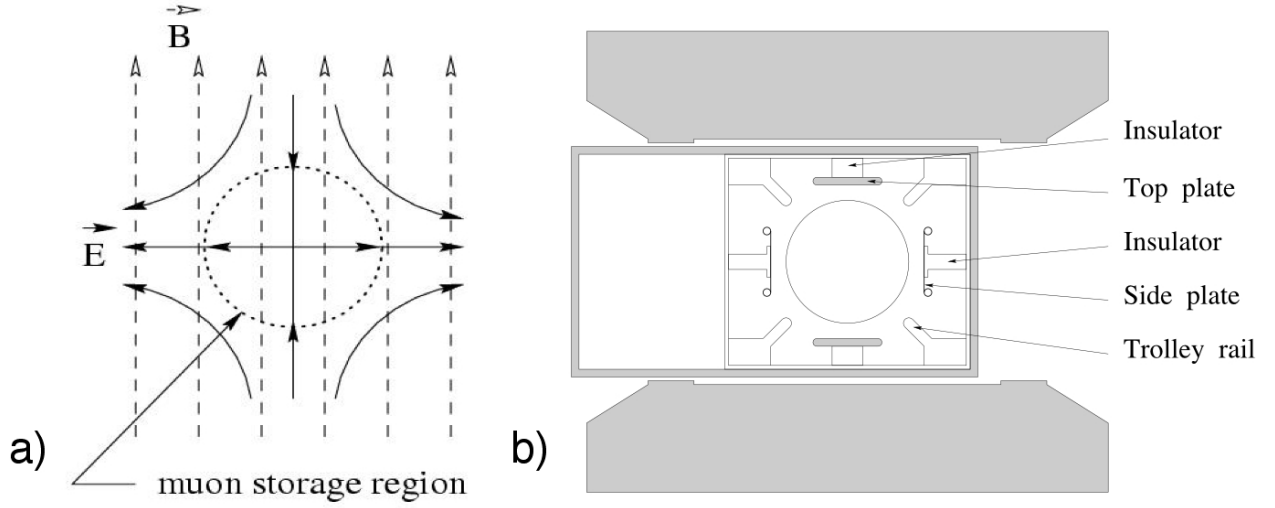 B
E
a)
muon storage region
b)
Insulator
Top plate
Insulator
Side plate
Trolley rail